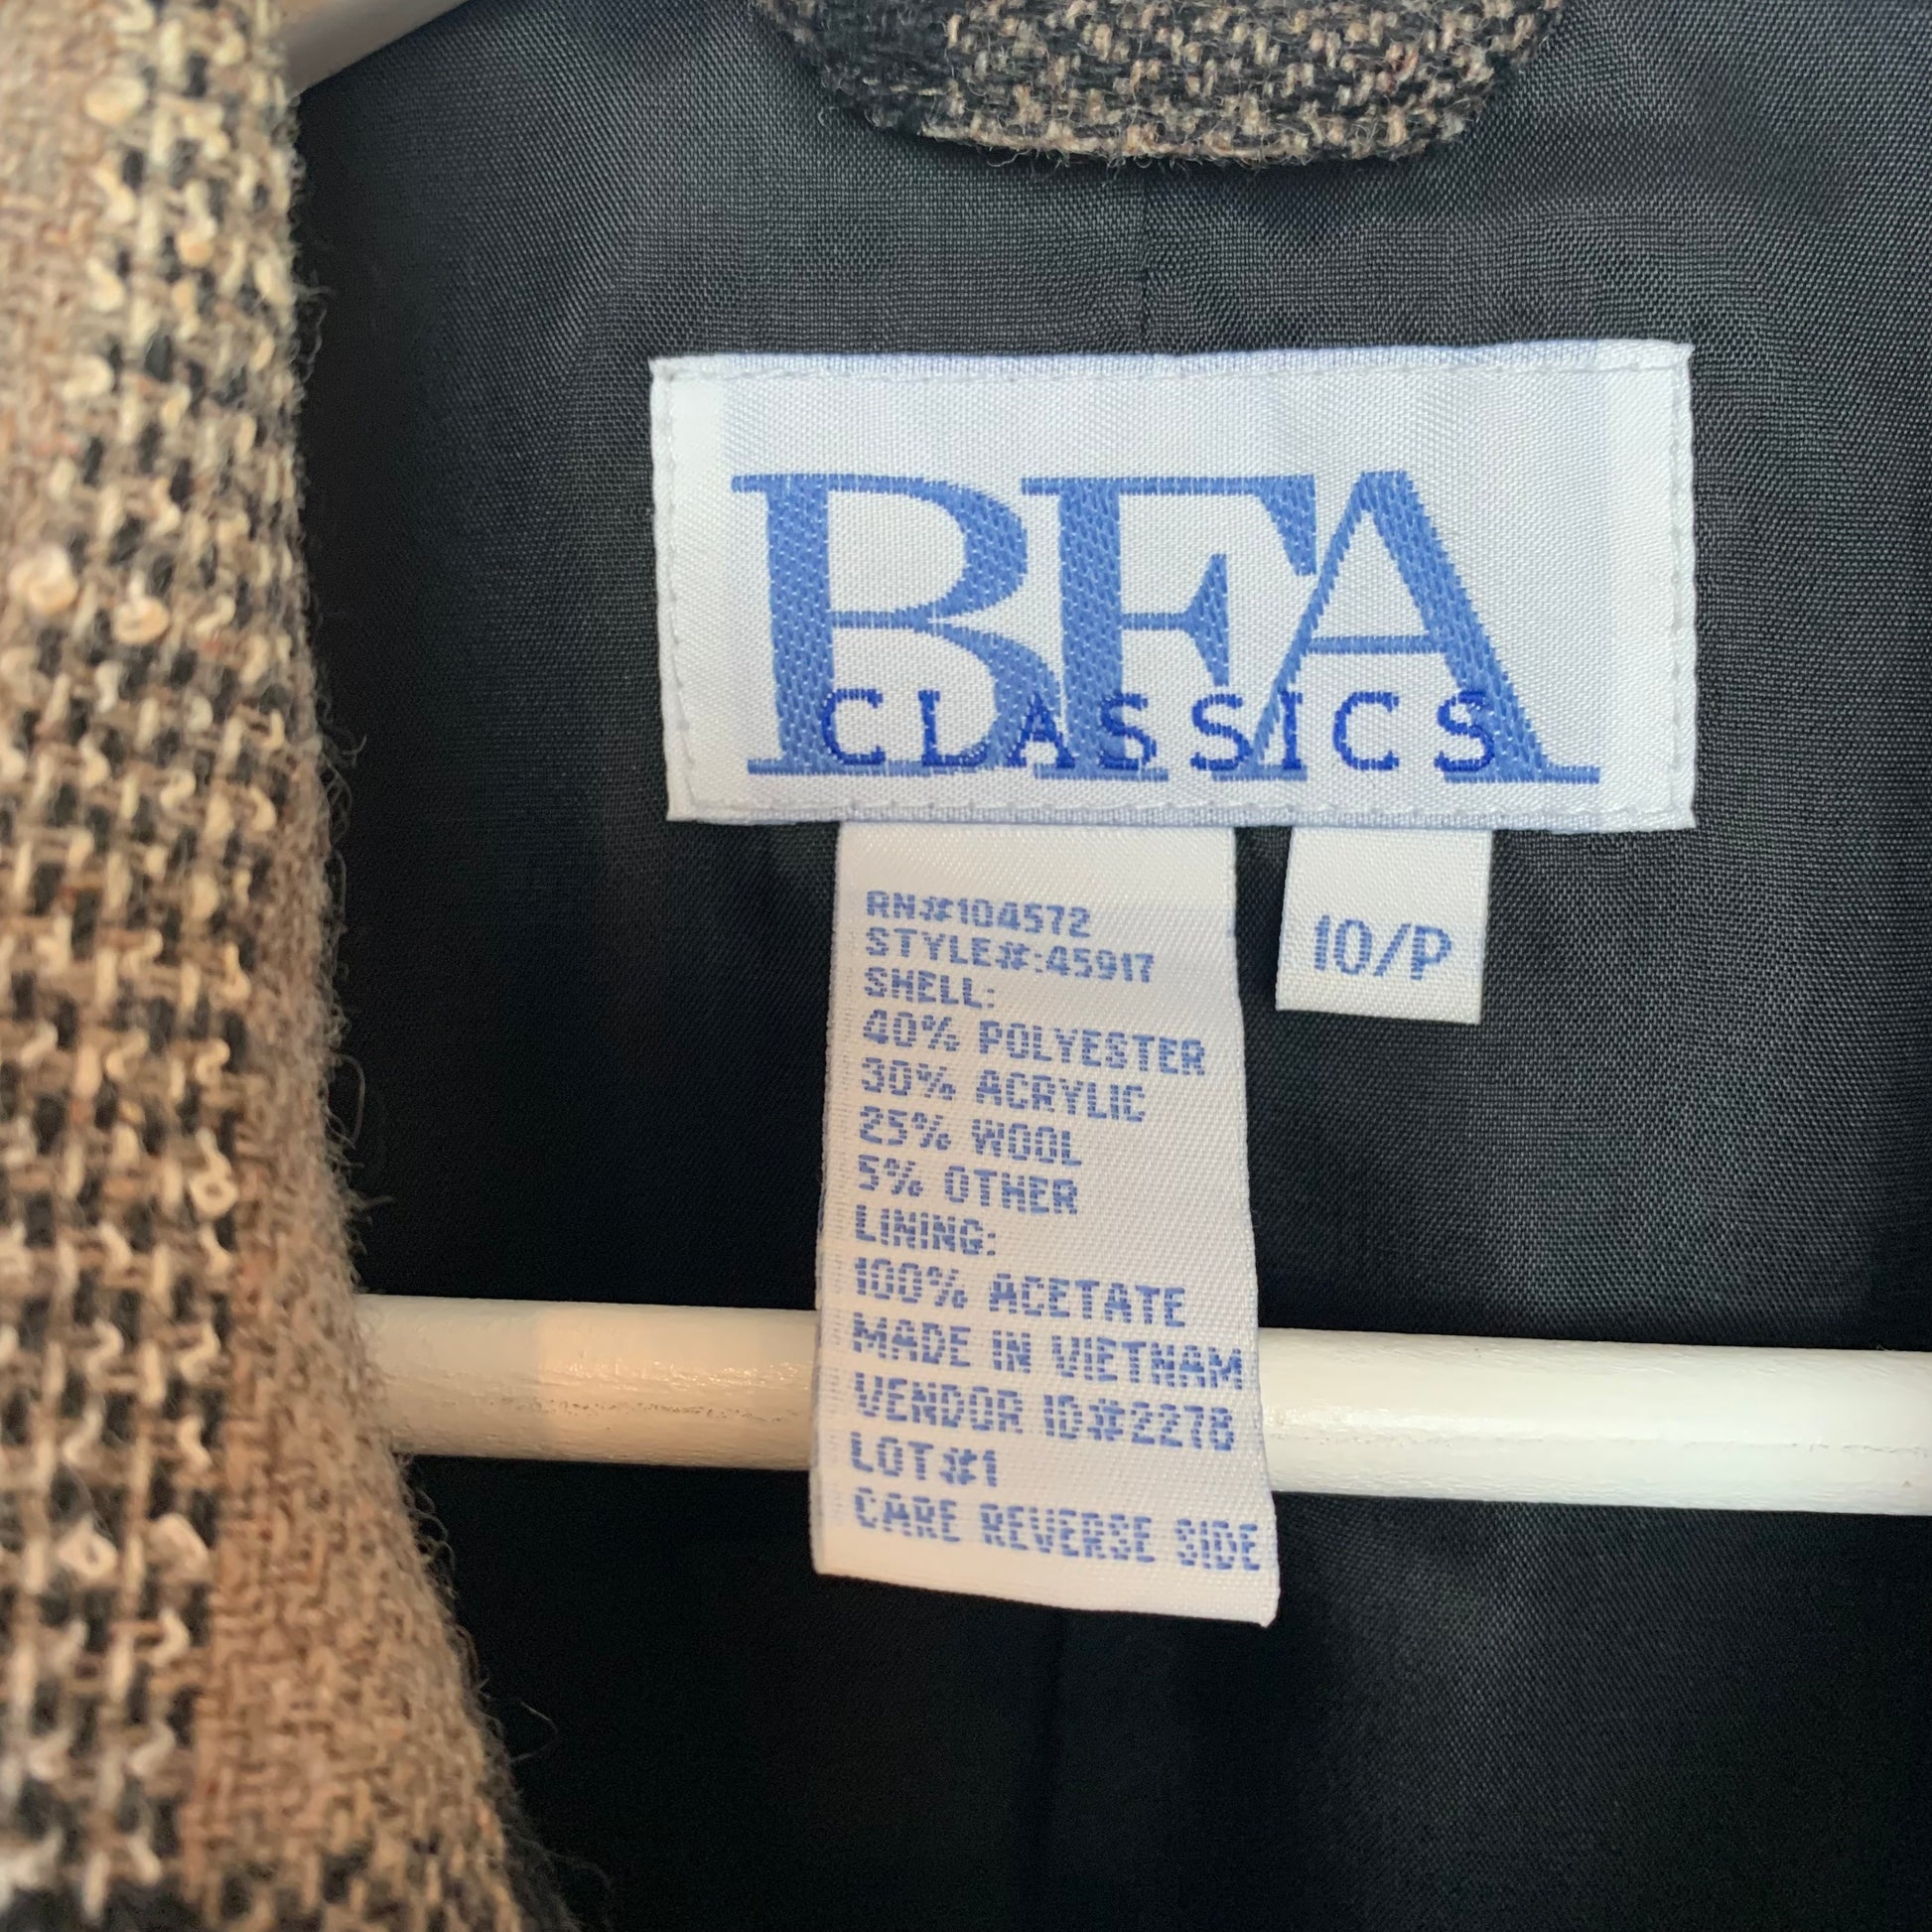 BFA
CLASSICS
10/P
RN#104572
STYLE#:45917
SHELL:
40% POLYESTER
30% ACRYLIC
25% WOOL
5% OTHER
LINING:
100% ACETATE
MADE IN VIETNAM
VENDOR ID#2278
LOT#1
CARE REVERSE SIDE